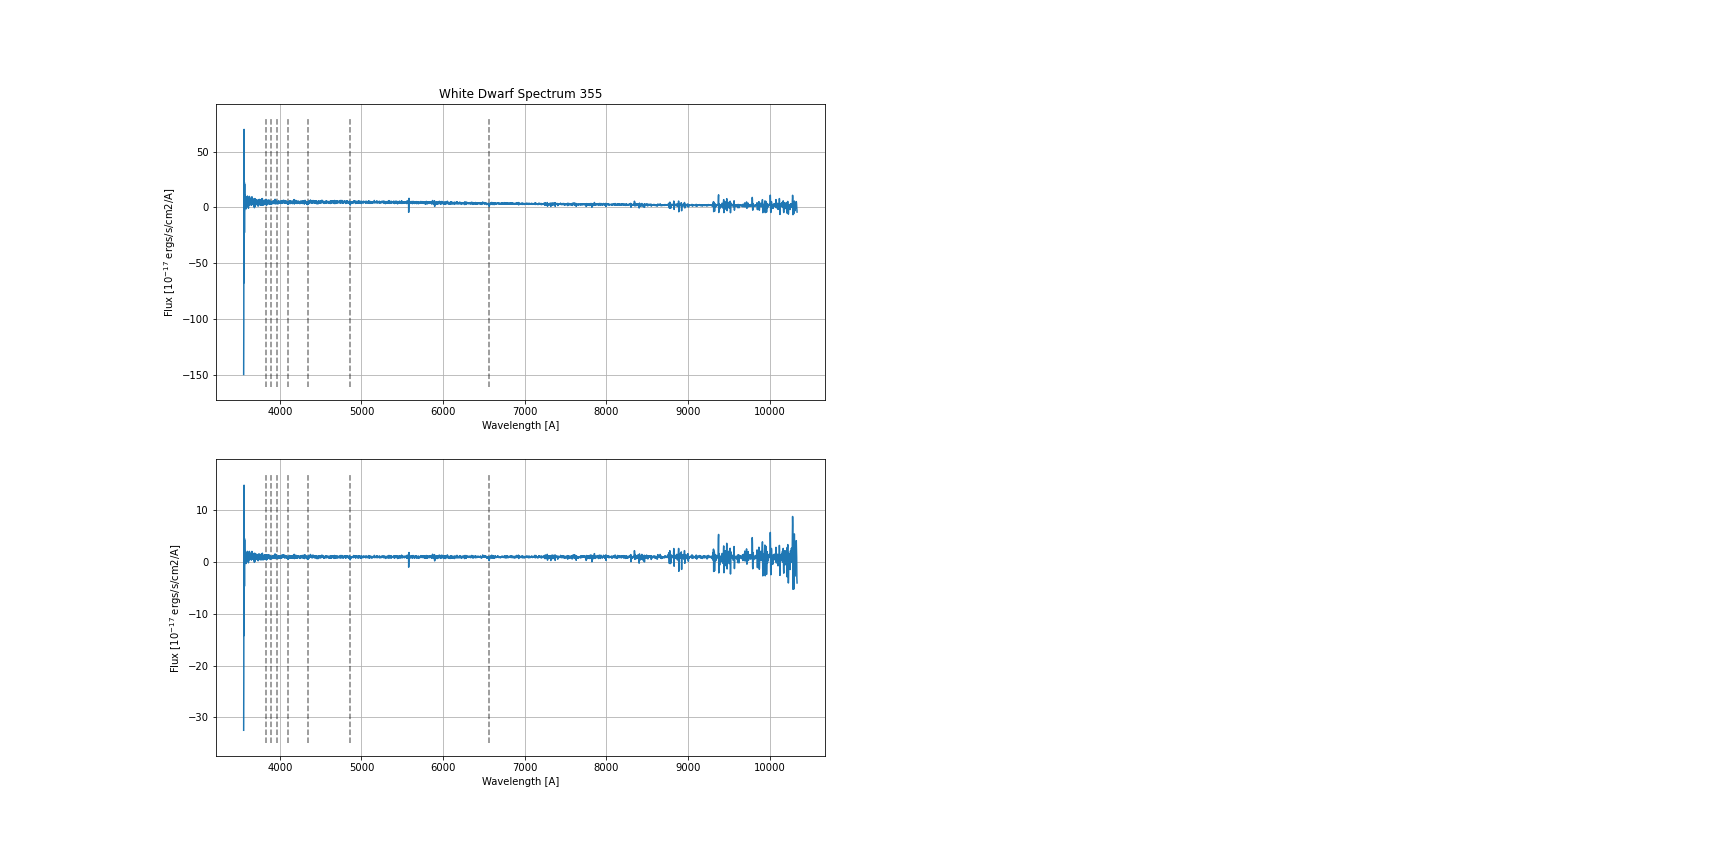 White Dwarf Spectrum 355
50
0
−50
−100
−150
Flux [10⁻¹⁷ ergs/s/cm2/A]
4000 5000 6000 7000 8000 9000 10000
Wavelength [A]
10
0
−10
−20
−30
Flux [10⁻¹⁷ ergs/s/cm2/A]
4000 5000 6000 7000 8000 9000 10000
Wavelength [A]